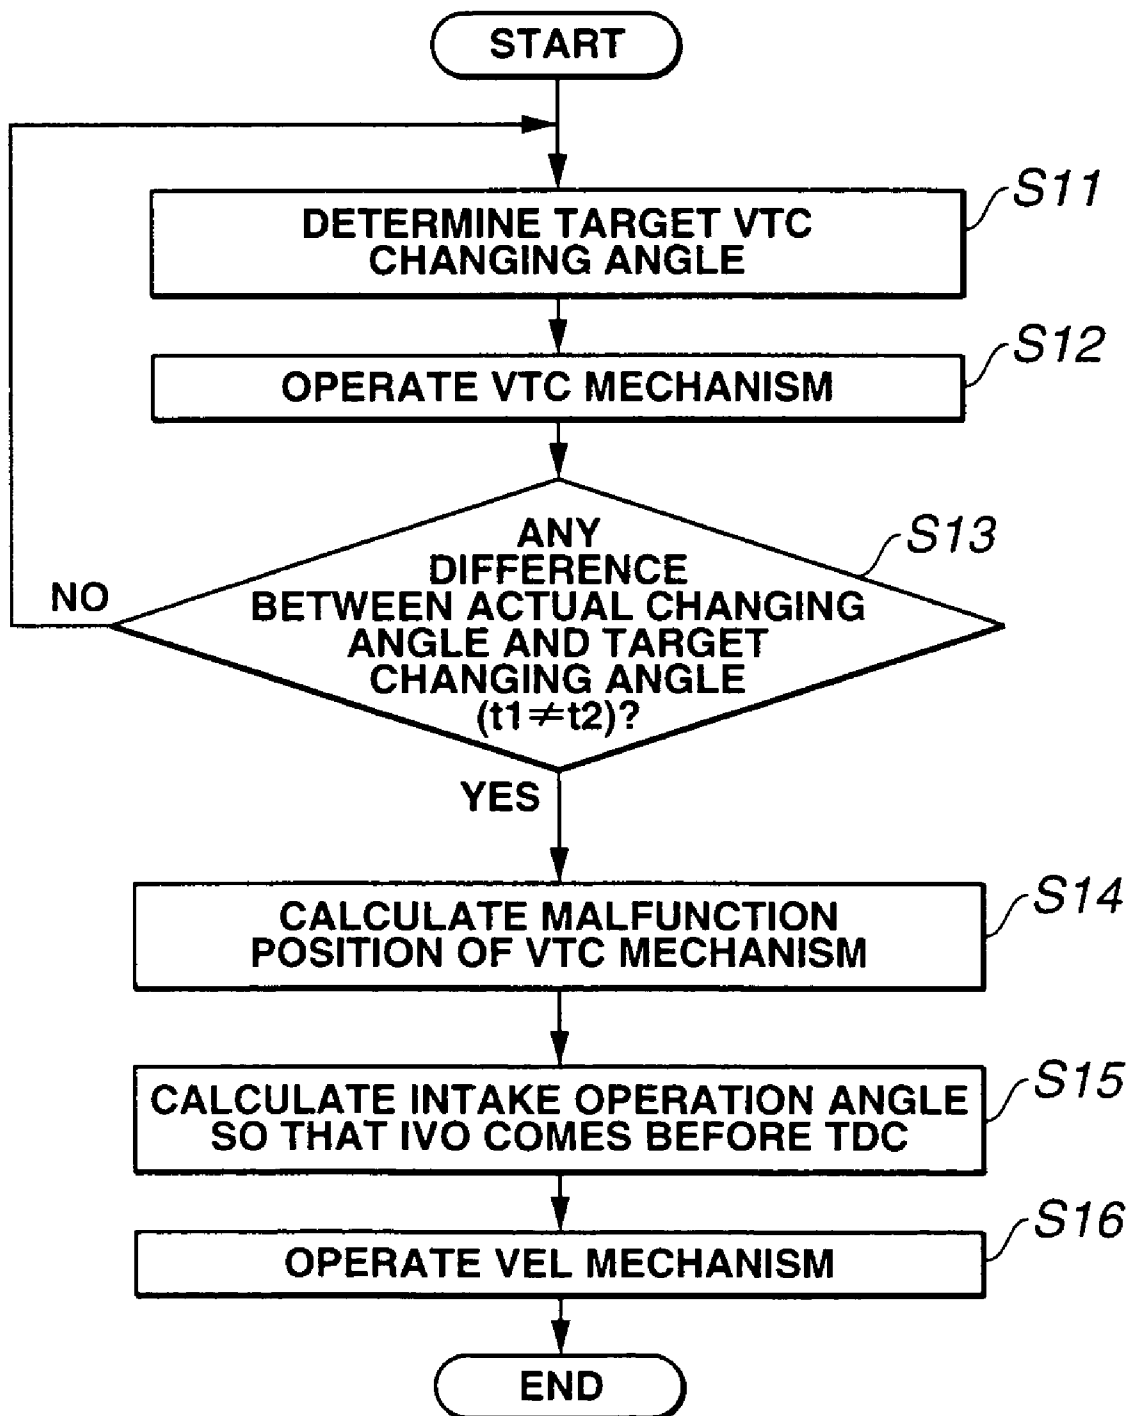 START
S11
DETERMINE TARGET VTC
CHANGING ANGLE
S12
OPERATE VTC MECHANISM
S13
ANY
DIFFERENCE
BETWEEN ACTUAL CHANGING
ANGLE AND TARGET
CHANGING ANGLE
(t1≠t2)?
NO
YES
S14
CALCULATE MALFUNCTION
POSITION OF VTC MECHANISM
S15
CALCULATE INTAKE OPERATION ANGLE
SO THAT IVO COMES BEFORE TDC
S16
OPERATE VEL MECHANISM
END